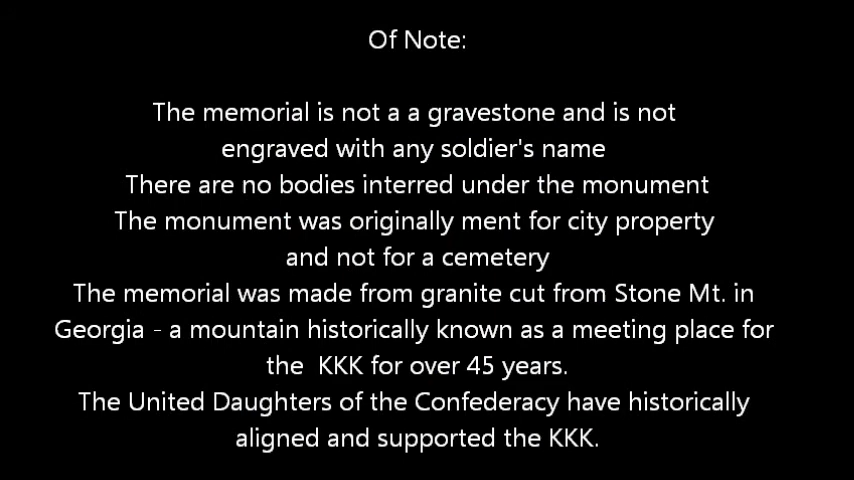 Of Note:
The memorial is not a a gravestone and is not
engraved with any soldier's name
There are no bodies interred under the monument
The monument was originally ment for city property
and not for a cemetery
The memorial was made from granite cut from Stone Mt. in
Georgia - a mountain historically known as a meeting place for
the  KKK for over 45 years.
The United Daughters of the Confederacy have historically
aligned and supported the KKK.